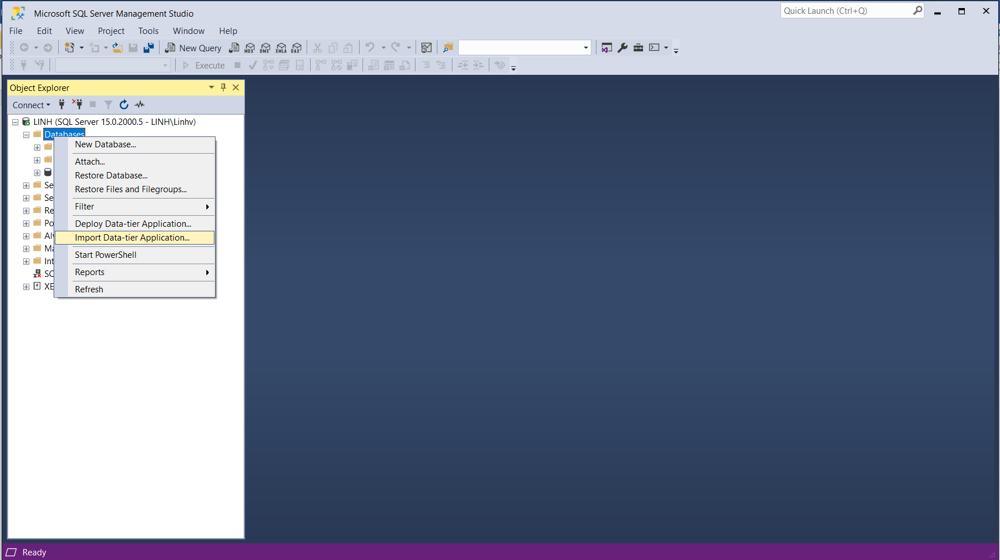 Microsoft SQL Server Management Studio
Quick Launch (Ctrl+Q)
File Edit View Project Tools Window Help
New Query MDX DMX XMLA DAX
Execute
Object Explorer
Connect
LINH (SQL Server 15.0.2000.5 - LINH\Linhv)
Databases
New Database...
Attach...
Restore Database...
Restore Files and Filegroups...
Se
Se
Filter
Re
Po
Deploy Data-tier Application...
Al
Import Data-tier Application...
Ma
Start PowerShell
Int
Reports
SQ
XE
Refresh
Ready